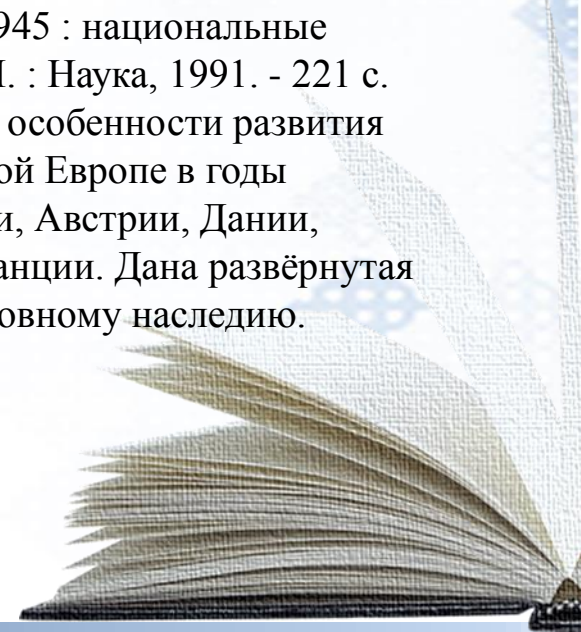 945 : национальные
. : Наука, 1991. - 221 с.
особенности развития
ой Европе в годы
и, Австрии, Дании,
анции. Дана развёрнутая
овному наследию.